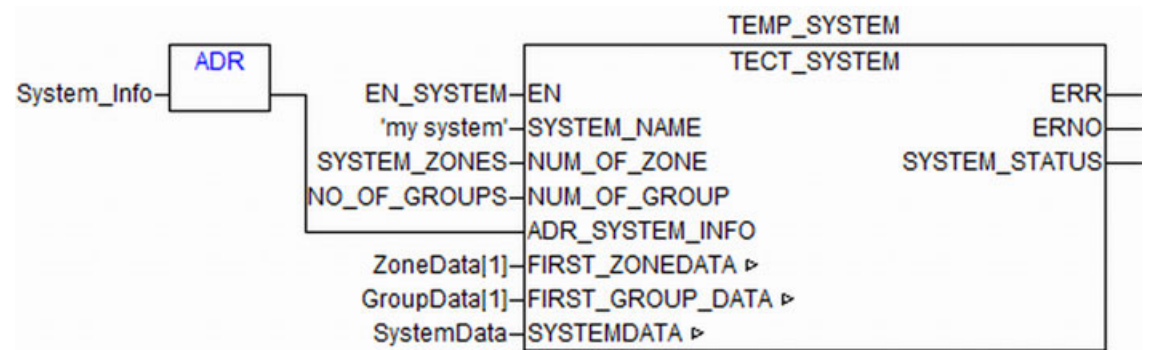 TEMP_SYSTEM
ADR
TECT_SYSTEM
System_Info
EN_SYSTEM EN ERR
'my system' SYSTEM_NAME ERNO
SYSTEM_ZONES NUM_OF_ZONE SYSTEM_STATUS
NO_OF_GROUPS NUM_OF_GROUP
ADR_SYSTEM_INFO
ZoneData[1] FIRST_ZONEDATA
GroupData[1] FIRST_GROUP_DATA
SystemData SYSTEMDATA